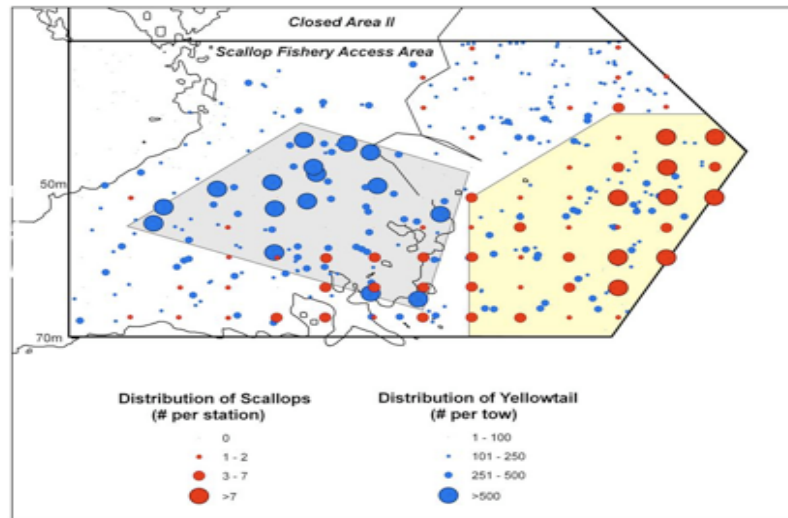 Closed Area II
Scallop Fishery Access Area
50m
70m
Distribution of Scallops
(# per station)
0
1 - 2
3 - 7
>7
Distribution of Yellowtail
(# per tow)
1 - 100
101 - 250
251 - 500
>500